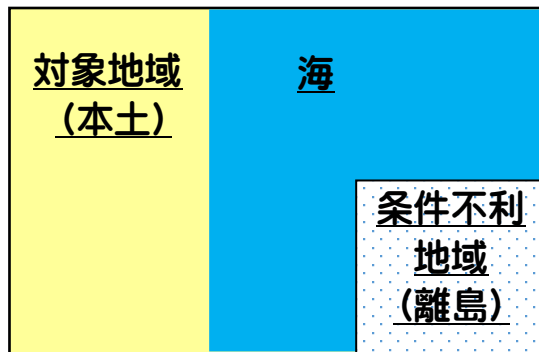 対象地域
（本土）
海
条件不利
地域
（離島）